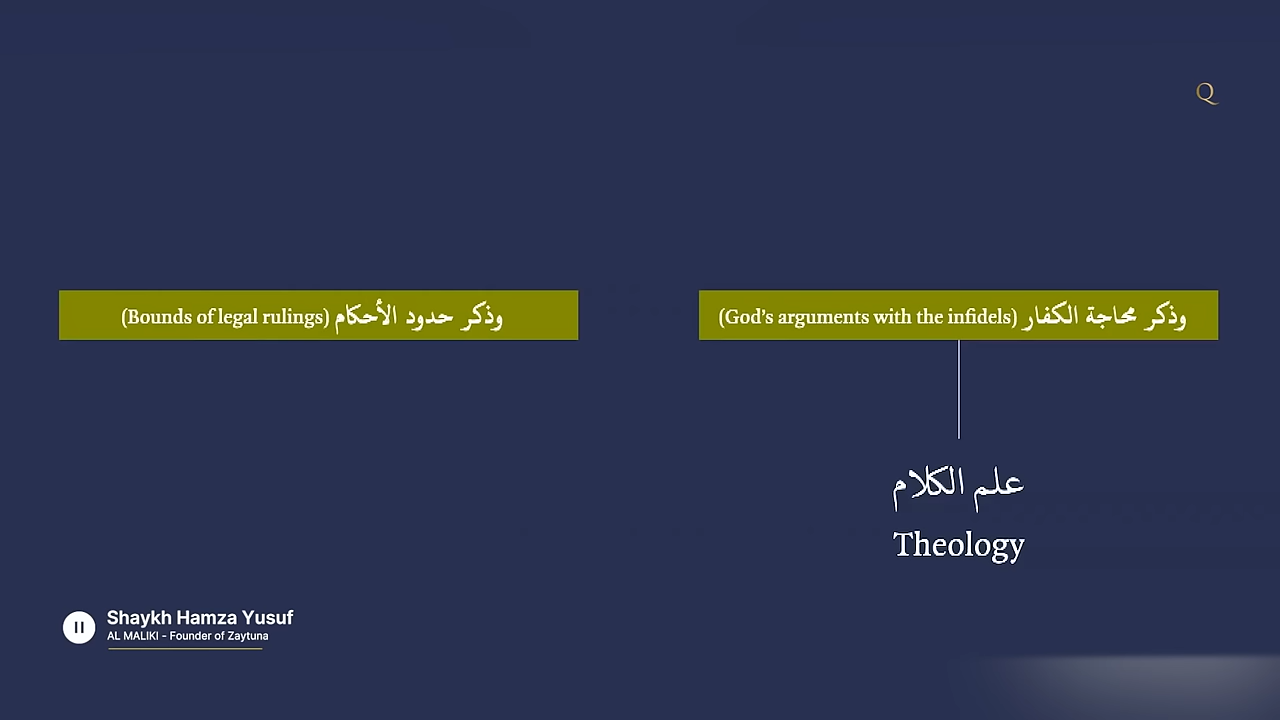 Q
(Bounds of legal rulings) وذكر حدود الأحكام
(God’s arguments with the infidels) وذكر محاجة الكفار
علم الكلام
Theology
Shaykh Hamza Yusuf
AL MALIKI - Founder of Zaytuna